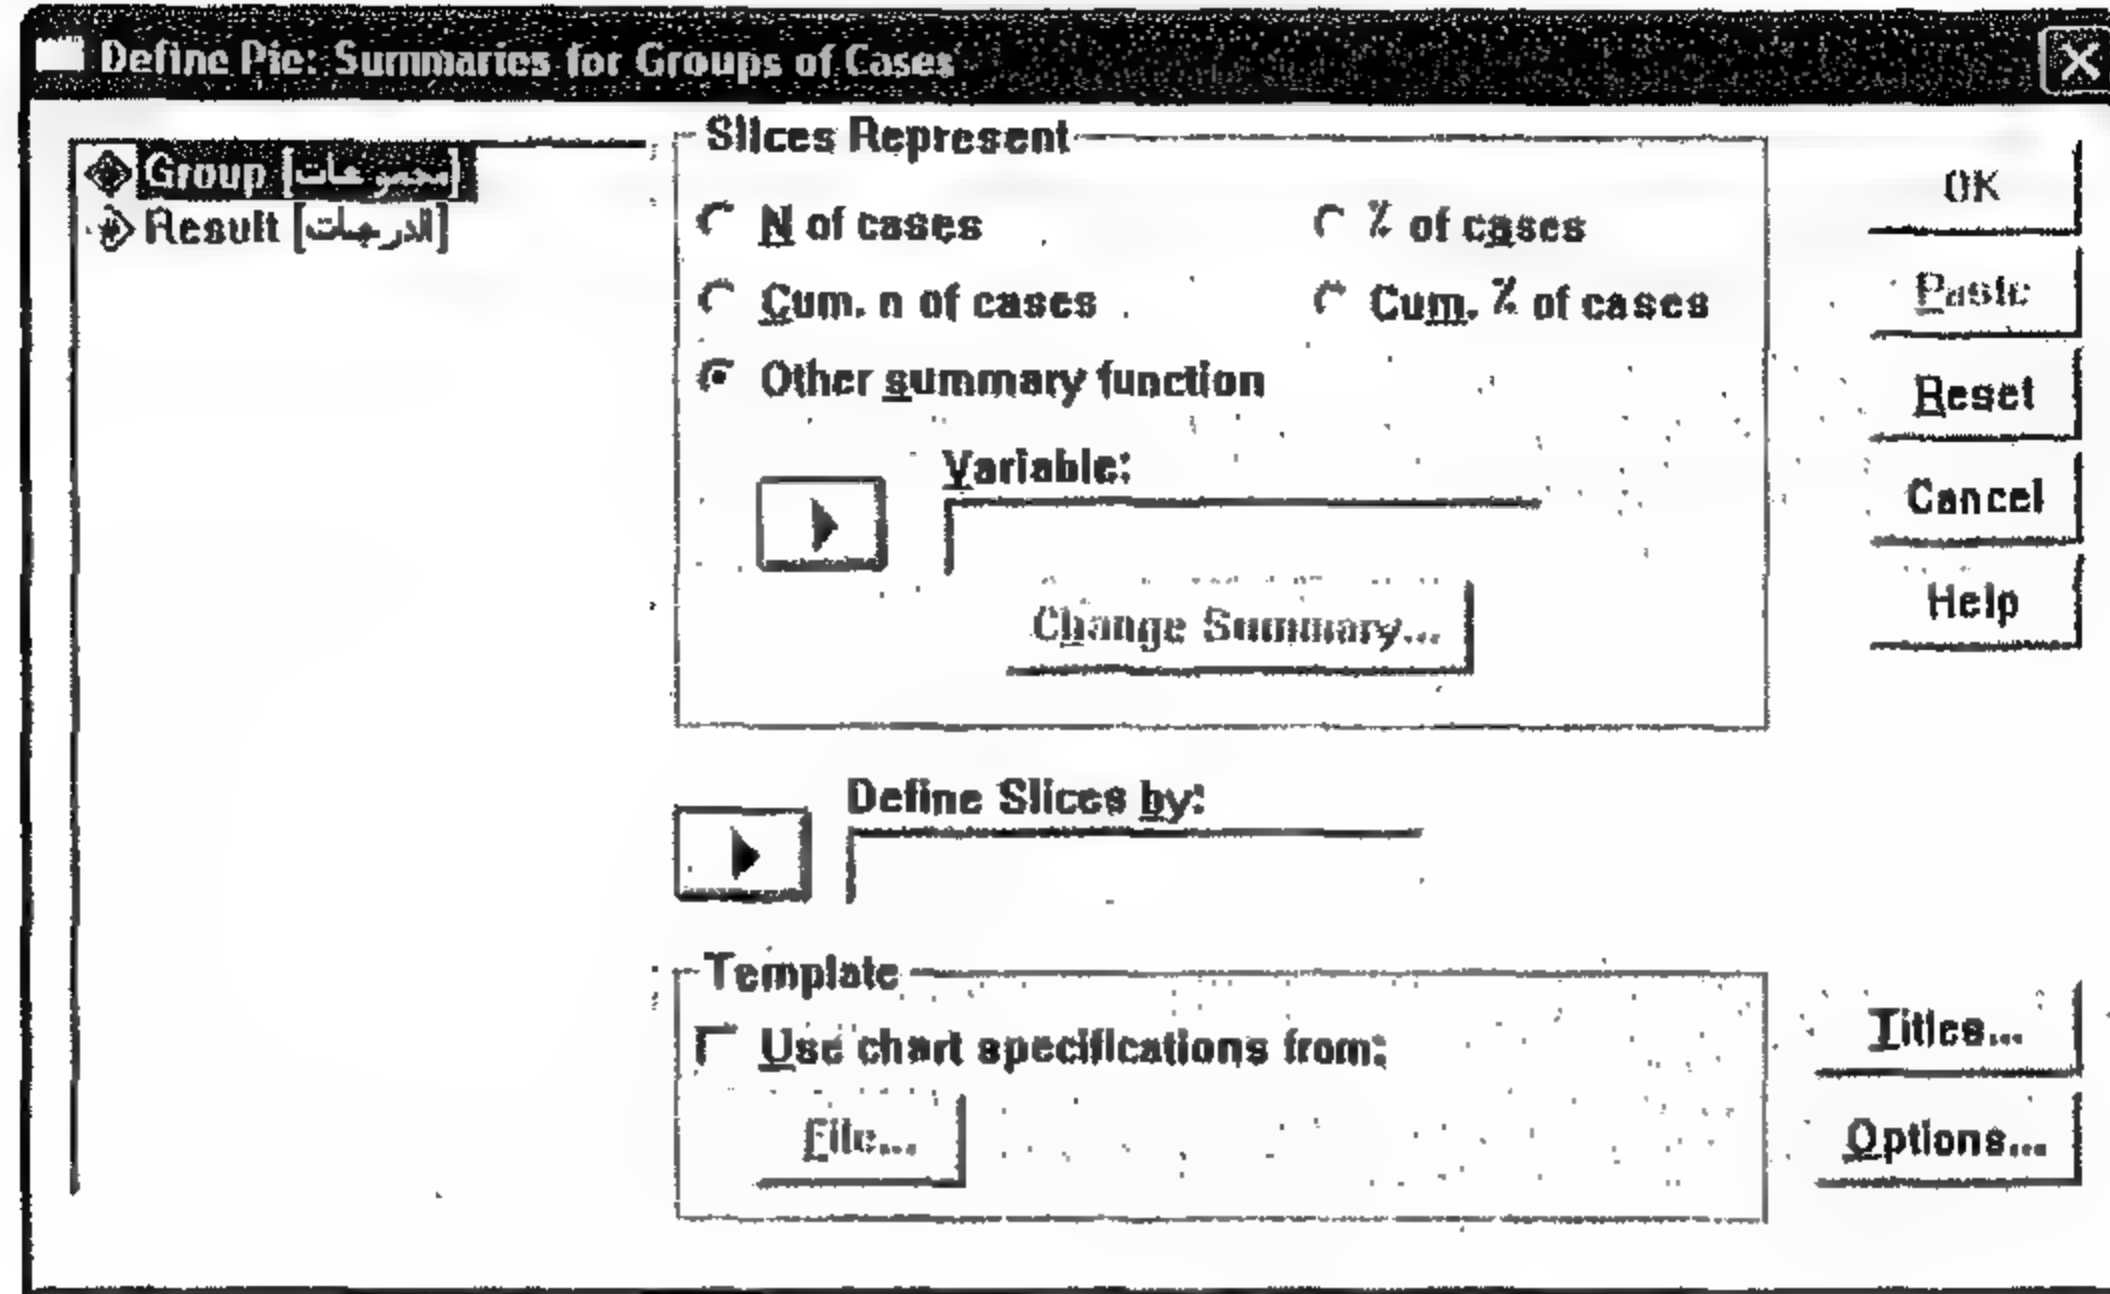 Define Pie: Summaries for Groups of Cases
Group [مجموعات]
Result [الدرجات]
Slices Represent
N of cases
% of cases
Cum. n of cases
Cum. % of cases
Other summary function
Variable:
Change Summary...
Define Slices by:
Template
Use chart specifications from:
File...
OK
Paste
Reset
Cancel
Help
Titles...
Options...